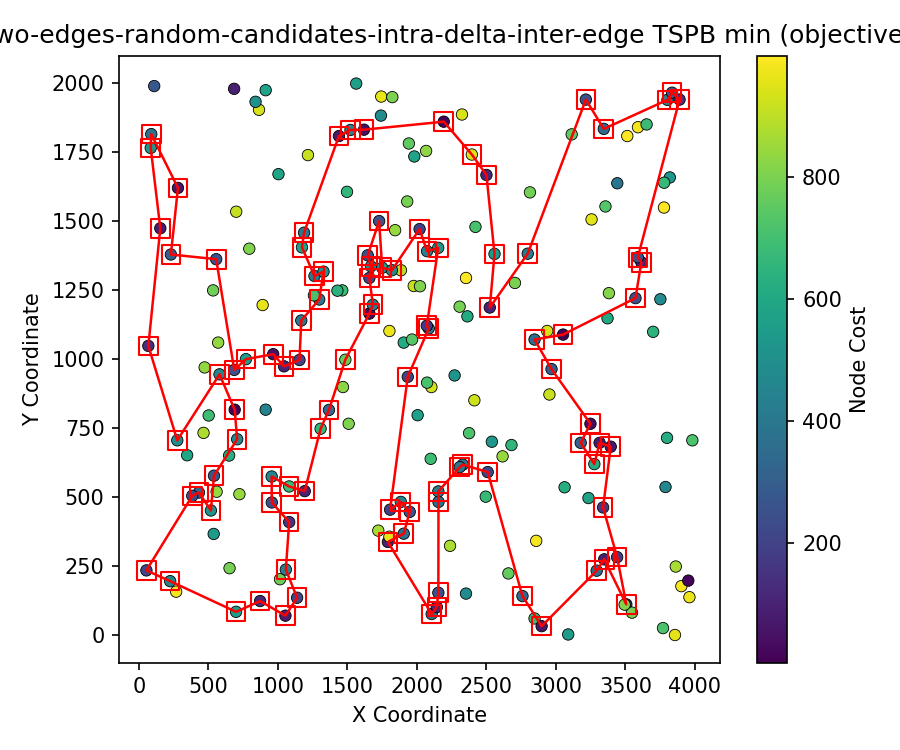 wo-edges-random-candidates-intra-delta-inter-edge TSPB min (objective
2000
1750
1500
1250
1000
750
500
250
0
Y Coordinate
0 500 1000 1500 2000 2500 3000 3500 4000
X Coordinate
800
600
400
200
Node Cost